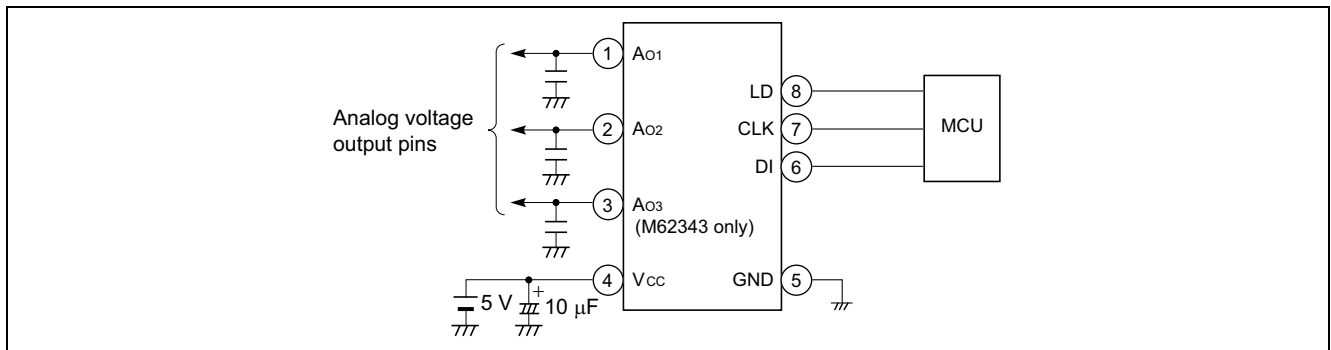 1 AO1
LD 8
Analog voltage
output pins
2 AO2
CLK 7
MCU
DI 6
3 AO3
(M62343 only)
4 VCC
GND 5
5 V
+
10 μF